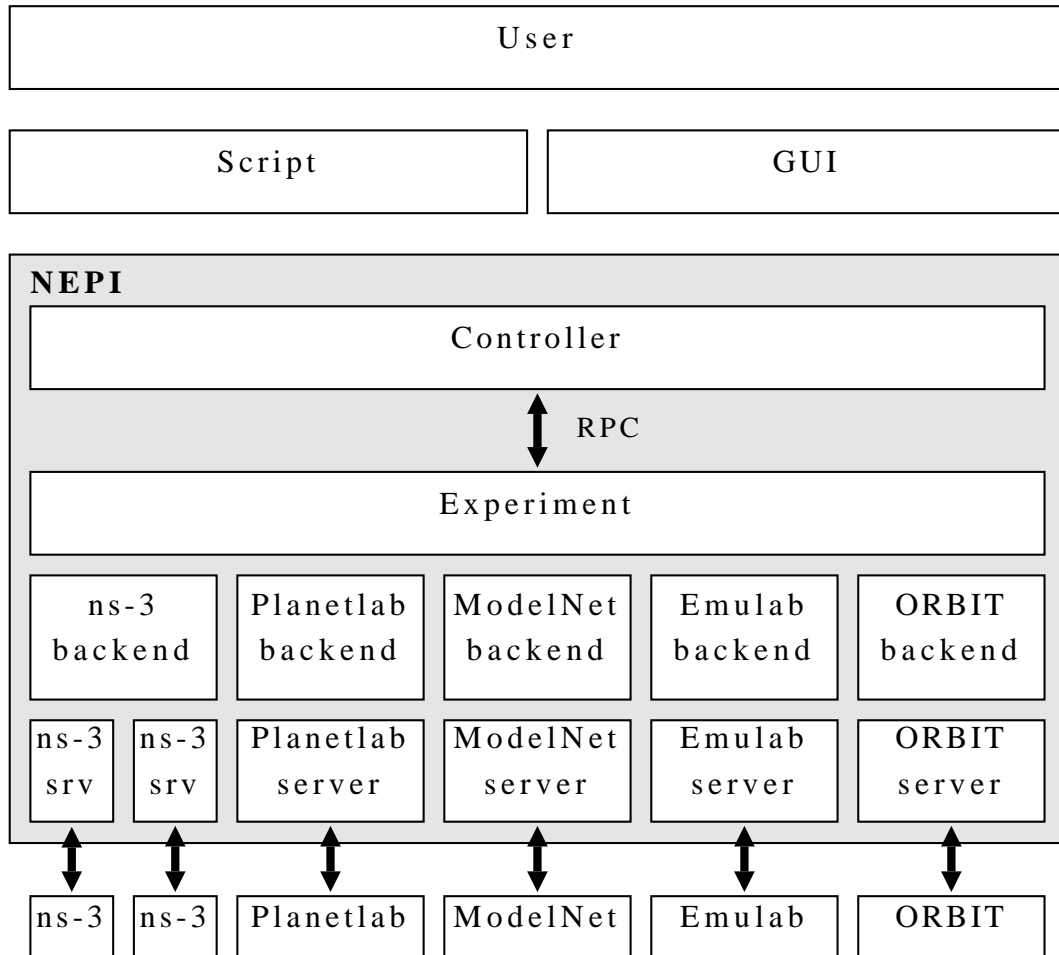 User
Script GUI
NEPI
Controller
RPC
Experiment
ns-3 Planetlab ModelNet Emulab ORBIT
backend backend backend backend backend
ns-3 ns-3 Planetlab ModelNet Emulab ORBIT
srv srv server server server server
ns-3 ns-3 Planetlab ModelNet Emulab ORBIT